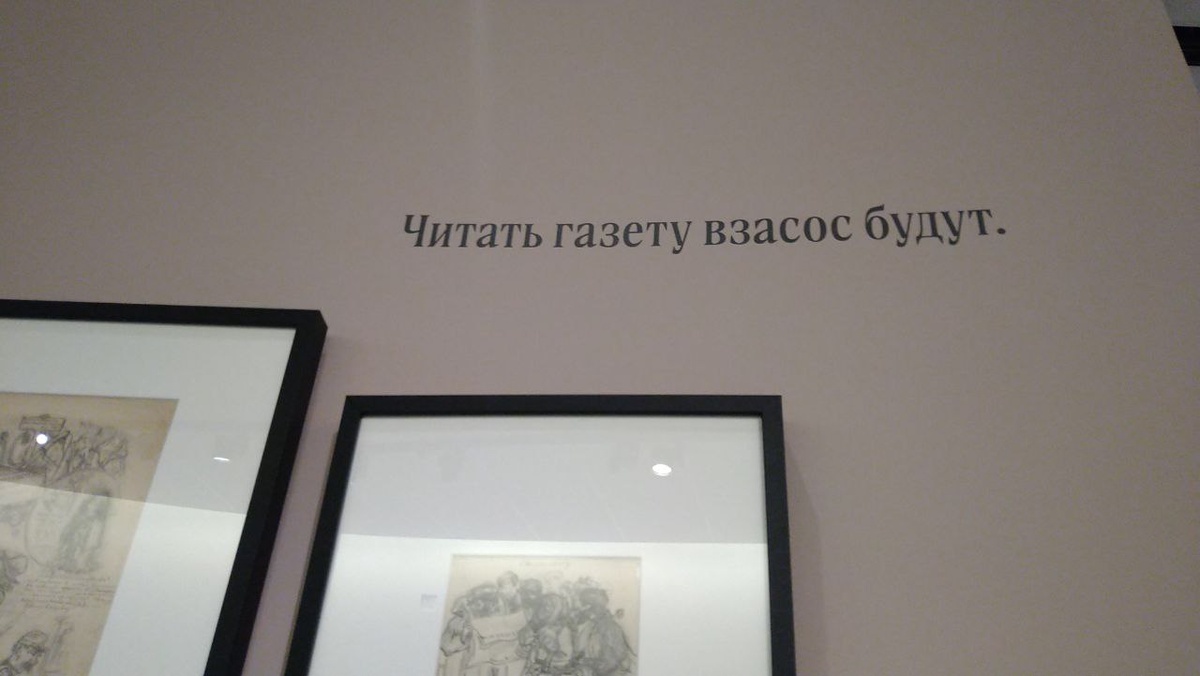 Читать газету взасос будут.